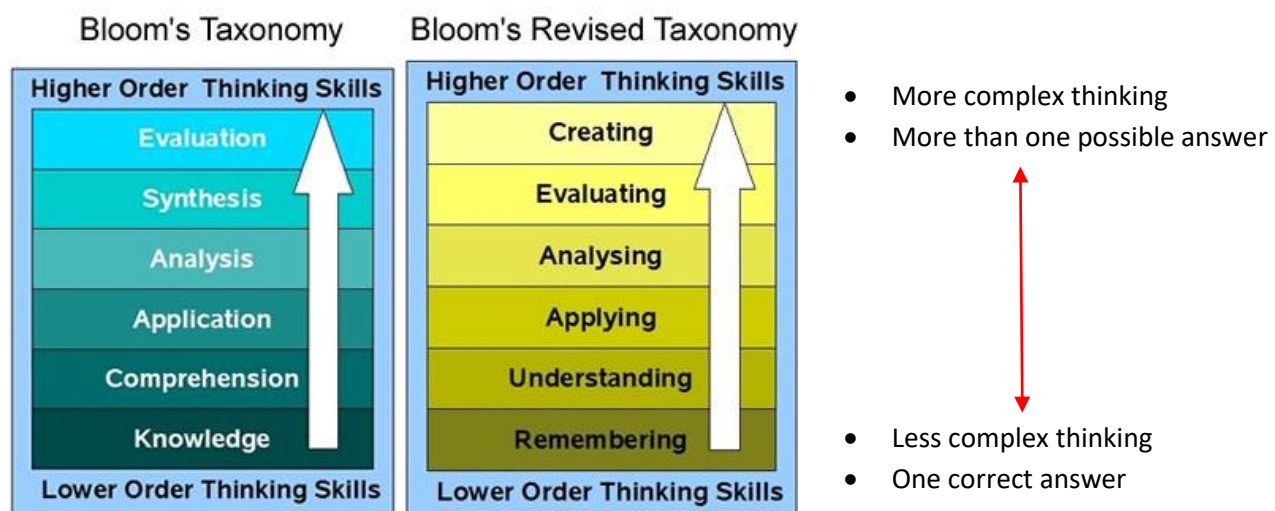 Bloom's Taxonomy
Higher Order Thinking Skills
Evaluation
Synthesis
Analysis
Application
Comprehension
Knowledge
Lower Order Thinking Skills
Bloom's Revised Taxonomy
Higher Order Thinking Skills
Creating
Evaluating
Analysing
Applying
Understanding
Remembering
Lower Order Thinking Skills
• More complex thinking
• More than one possible answer
• Less complex thinking
• One correct answer